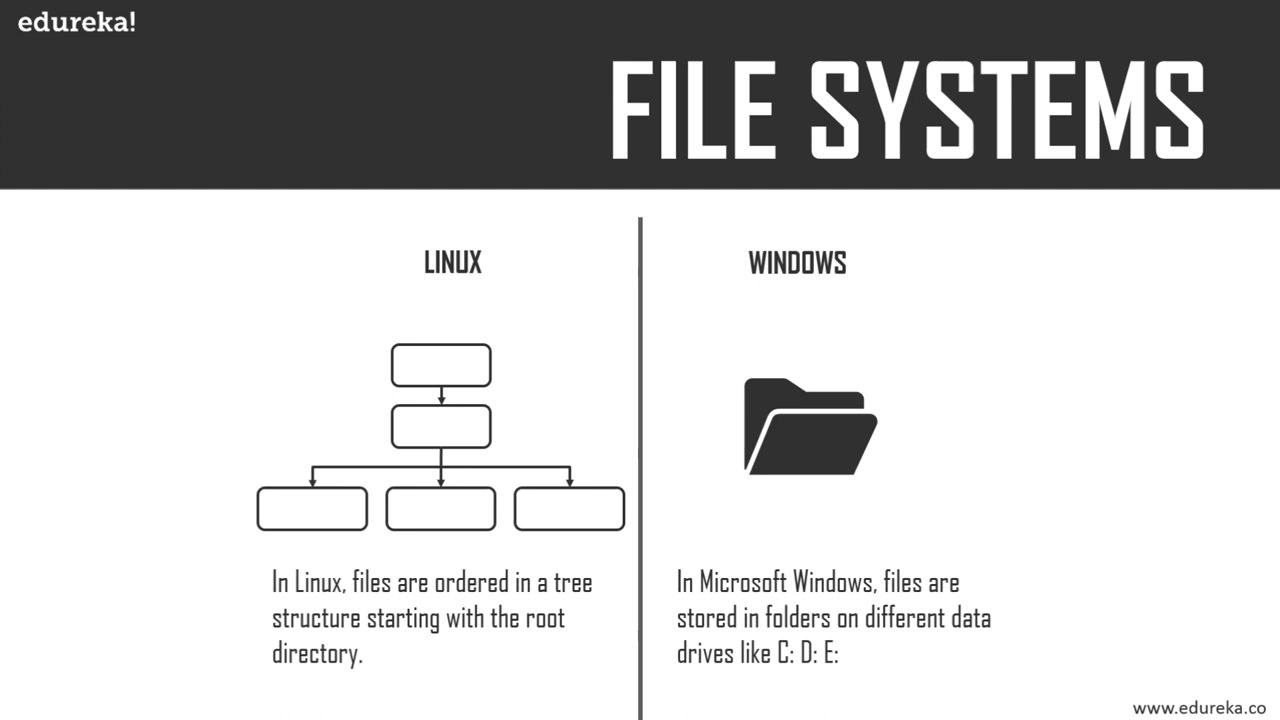 edureka!
FILE SYSTEMS
LINUX
In Linux, files are ordered in a tree
structure starting with the root
directory.
WINDOWS
In Microsoft Windows, files are
stored in folders on different data
drives like C: D: E:
www.edureka.co